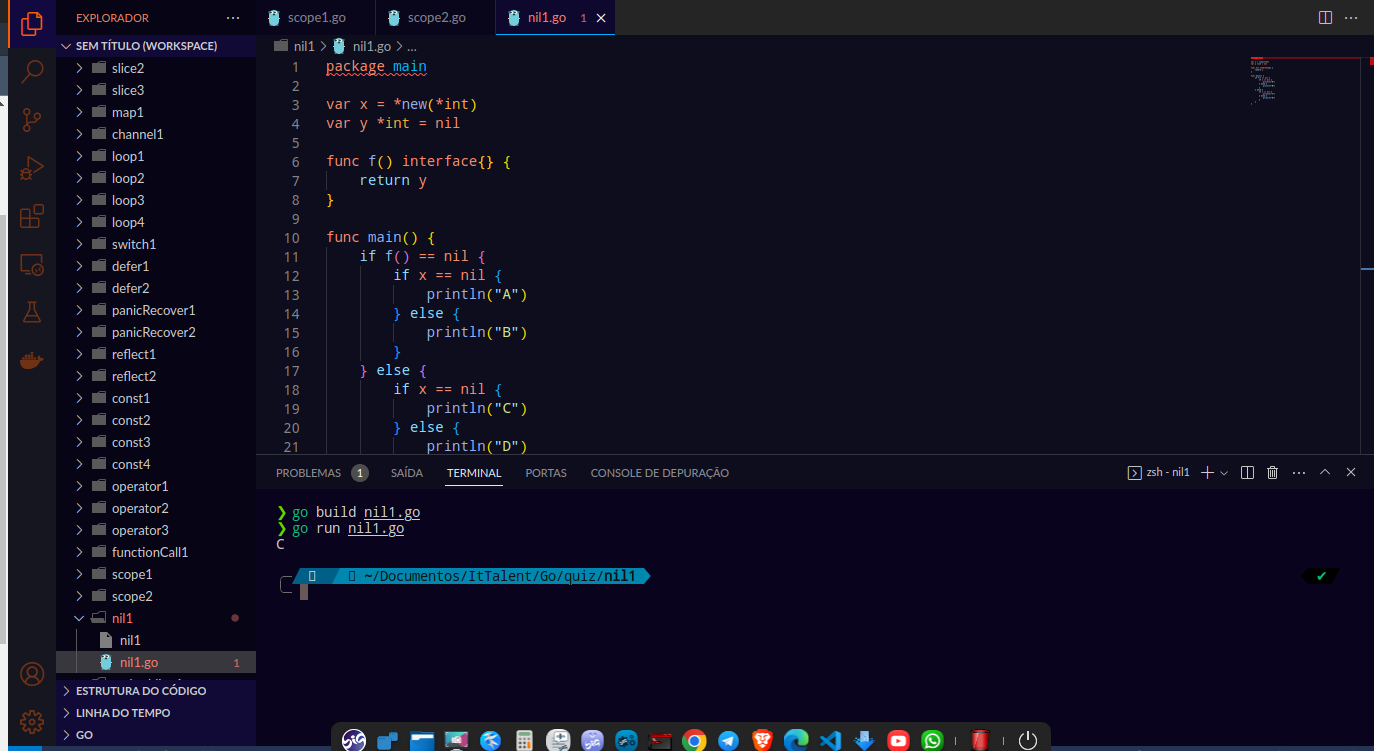 EXPLORADOR
scope1.go
scope2.go
nil1.go 1
SEM TÍTULO (WORKSPACE)
slice2
slice3
map1
channel1
loop1
loop2
loop3
loop4
switch1
defer1
defer2
panicRecover1
panicRecover2
reflect1
reflect2
const1
const2
const3
const4
operator1
operator2
operator3
functionCall1
scope1
scope2
nil1
nil1
nil1.go 1
ESTRUTURA DO CÓDIGO
LINHA DO TEMPO
GO
nil1 > nil1.go > ...
1 package main
2
3 var x = *new(*int)
4 var y *int = nil
5
6 func f() interface{} {
7 return y
8 }
9
10 func main() {
11 if f() == nil {
12 if x == nil {
13 println("A")
14 } else {
15 println("B")
16 }
17 } else {
18 if x == nil {
19 println("C")
20 } else {
21 println("D")
PROBLEMAS 1 SAÍDA TERMINAL PORTAS CONSOLE DE DEPURAÇÃO
zsh - nil1
❯ go build nil1.go
❯ go run nil1.go
C
~/Documentos/ItTalent/Go/quiz/nil1 ✔